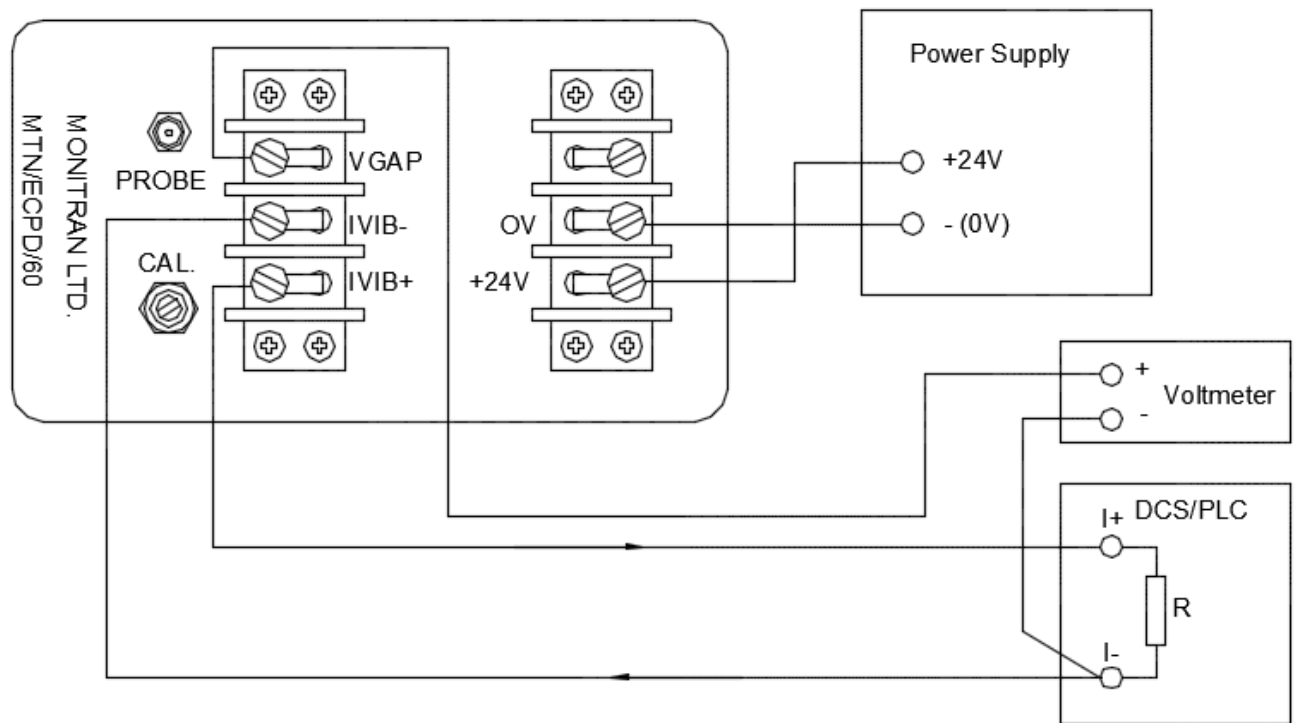 MONITRAN LTD.
MTN/ECPD/60
PROBE
CAL.
VGAP
IVIB-
IVIB+
OV
+24V
Power Supply
+24V
- (0V)
+
Voltmeter
-
DCS/PLC
I+
R
I-